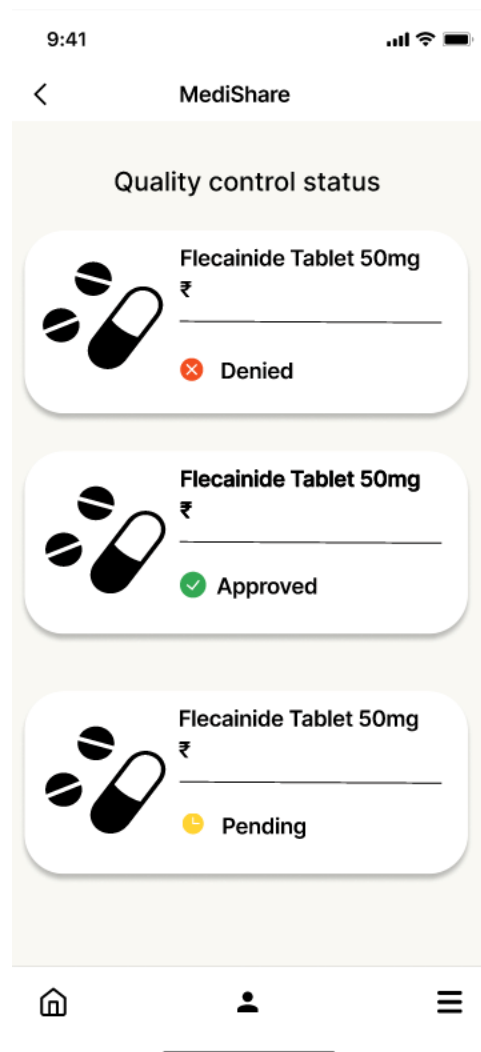 9:41
MediShare
Quality control status
Flecainide Tablet 50mg
₹
Denied
Flecainide Tablet 50mg
₹
Approved
Flecainide Tablet 50mg
₹
Pending